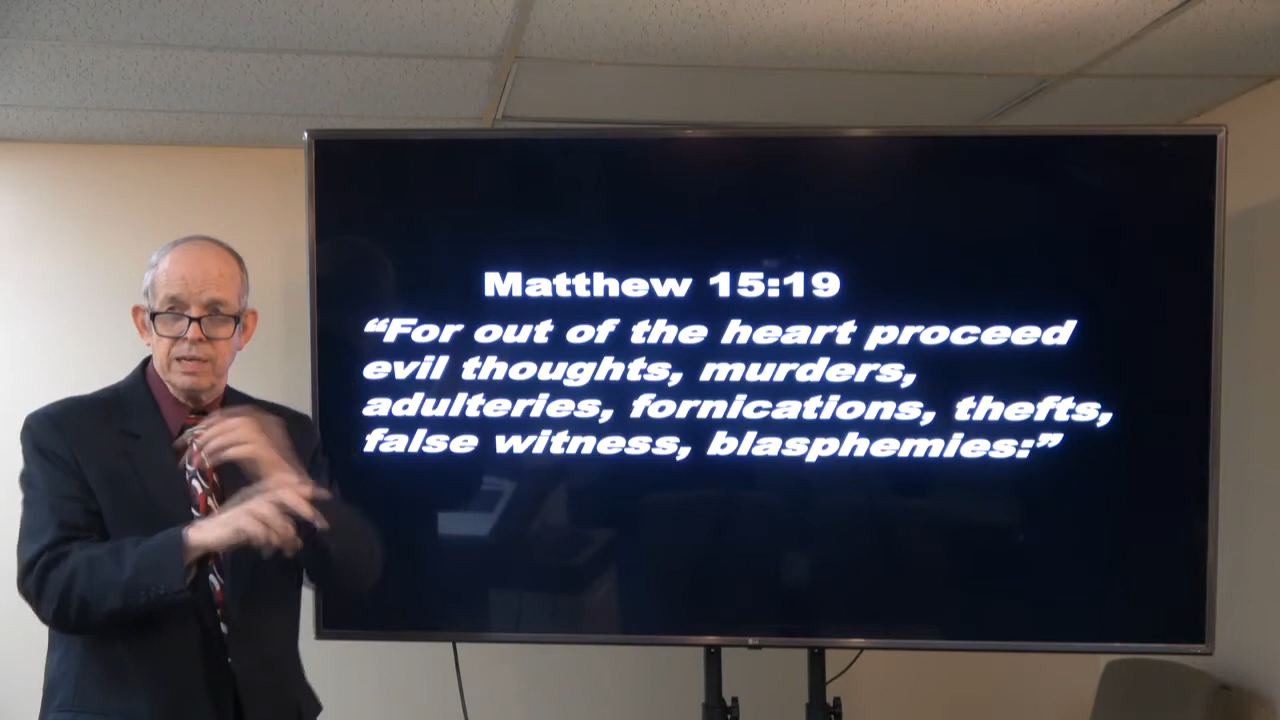 Matthew 15:19
“For out of the heart proceed
evil thoughts, murders,
adulteries, fornications, thefts,
false witness, blasphemies:”